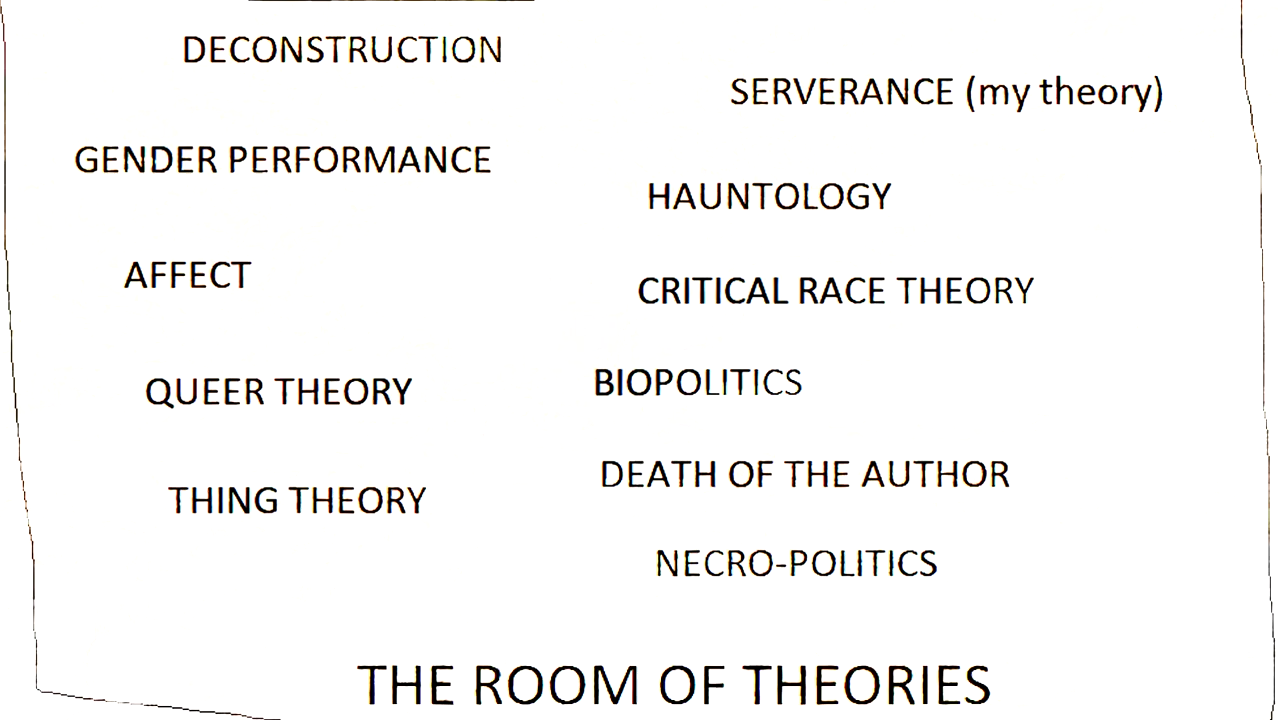 DECONSTRUCTION
SERVERANCE (my theory)
GENDER PERFORMANCE
HAUNTOLOGY
AFFECT
CRITICAL RACE THEORY
QUEER THEORY
BIOPOLITICS
THING THEORY
DEATH OF THE AUTHOR
NECRO-POLITICS
THE ROOM OF THEORIES